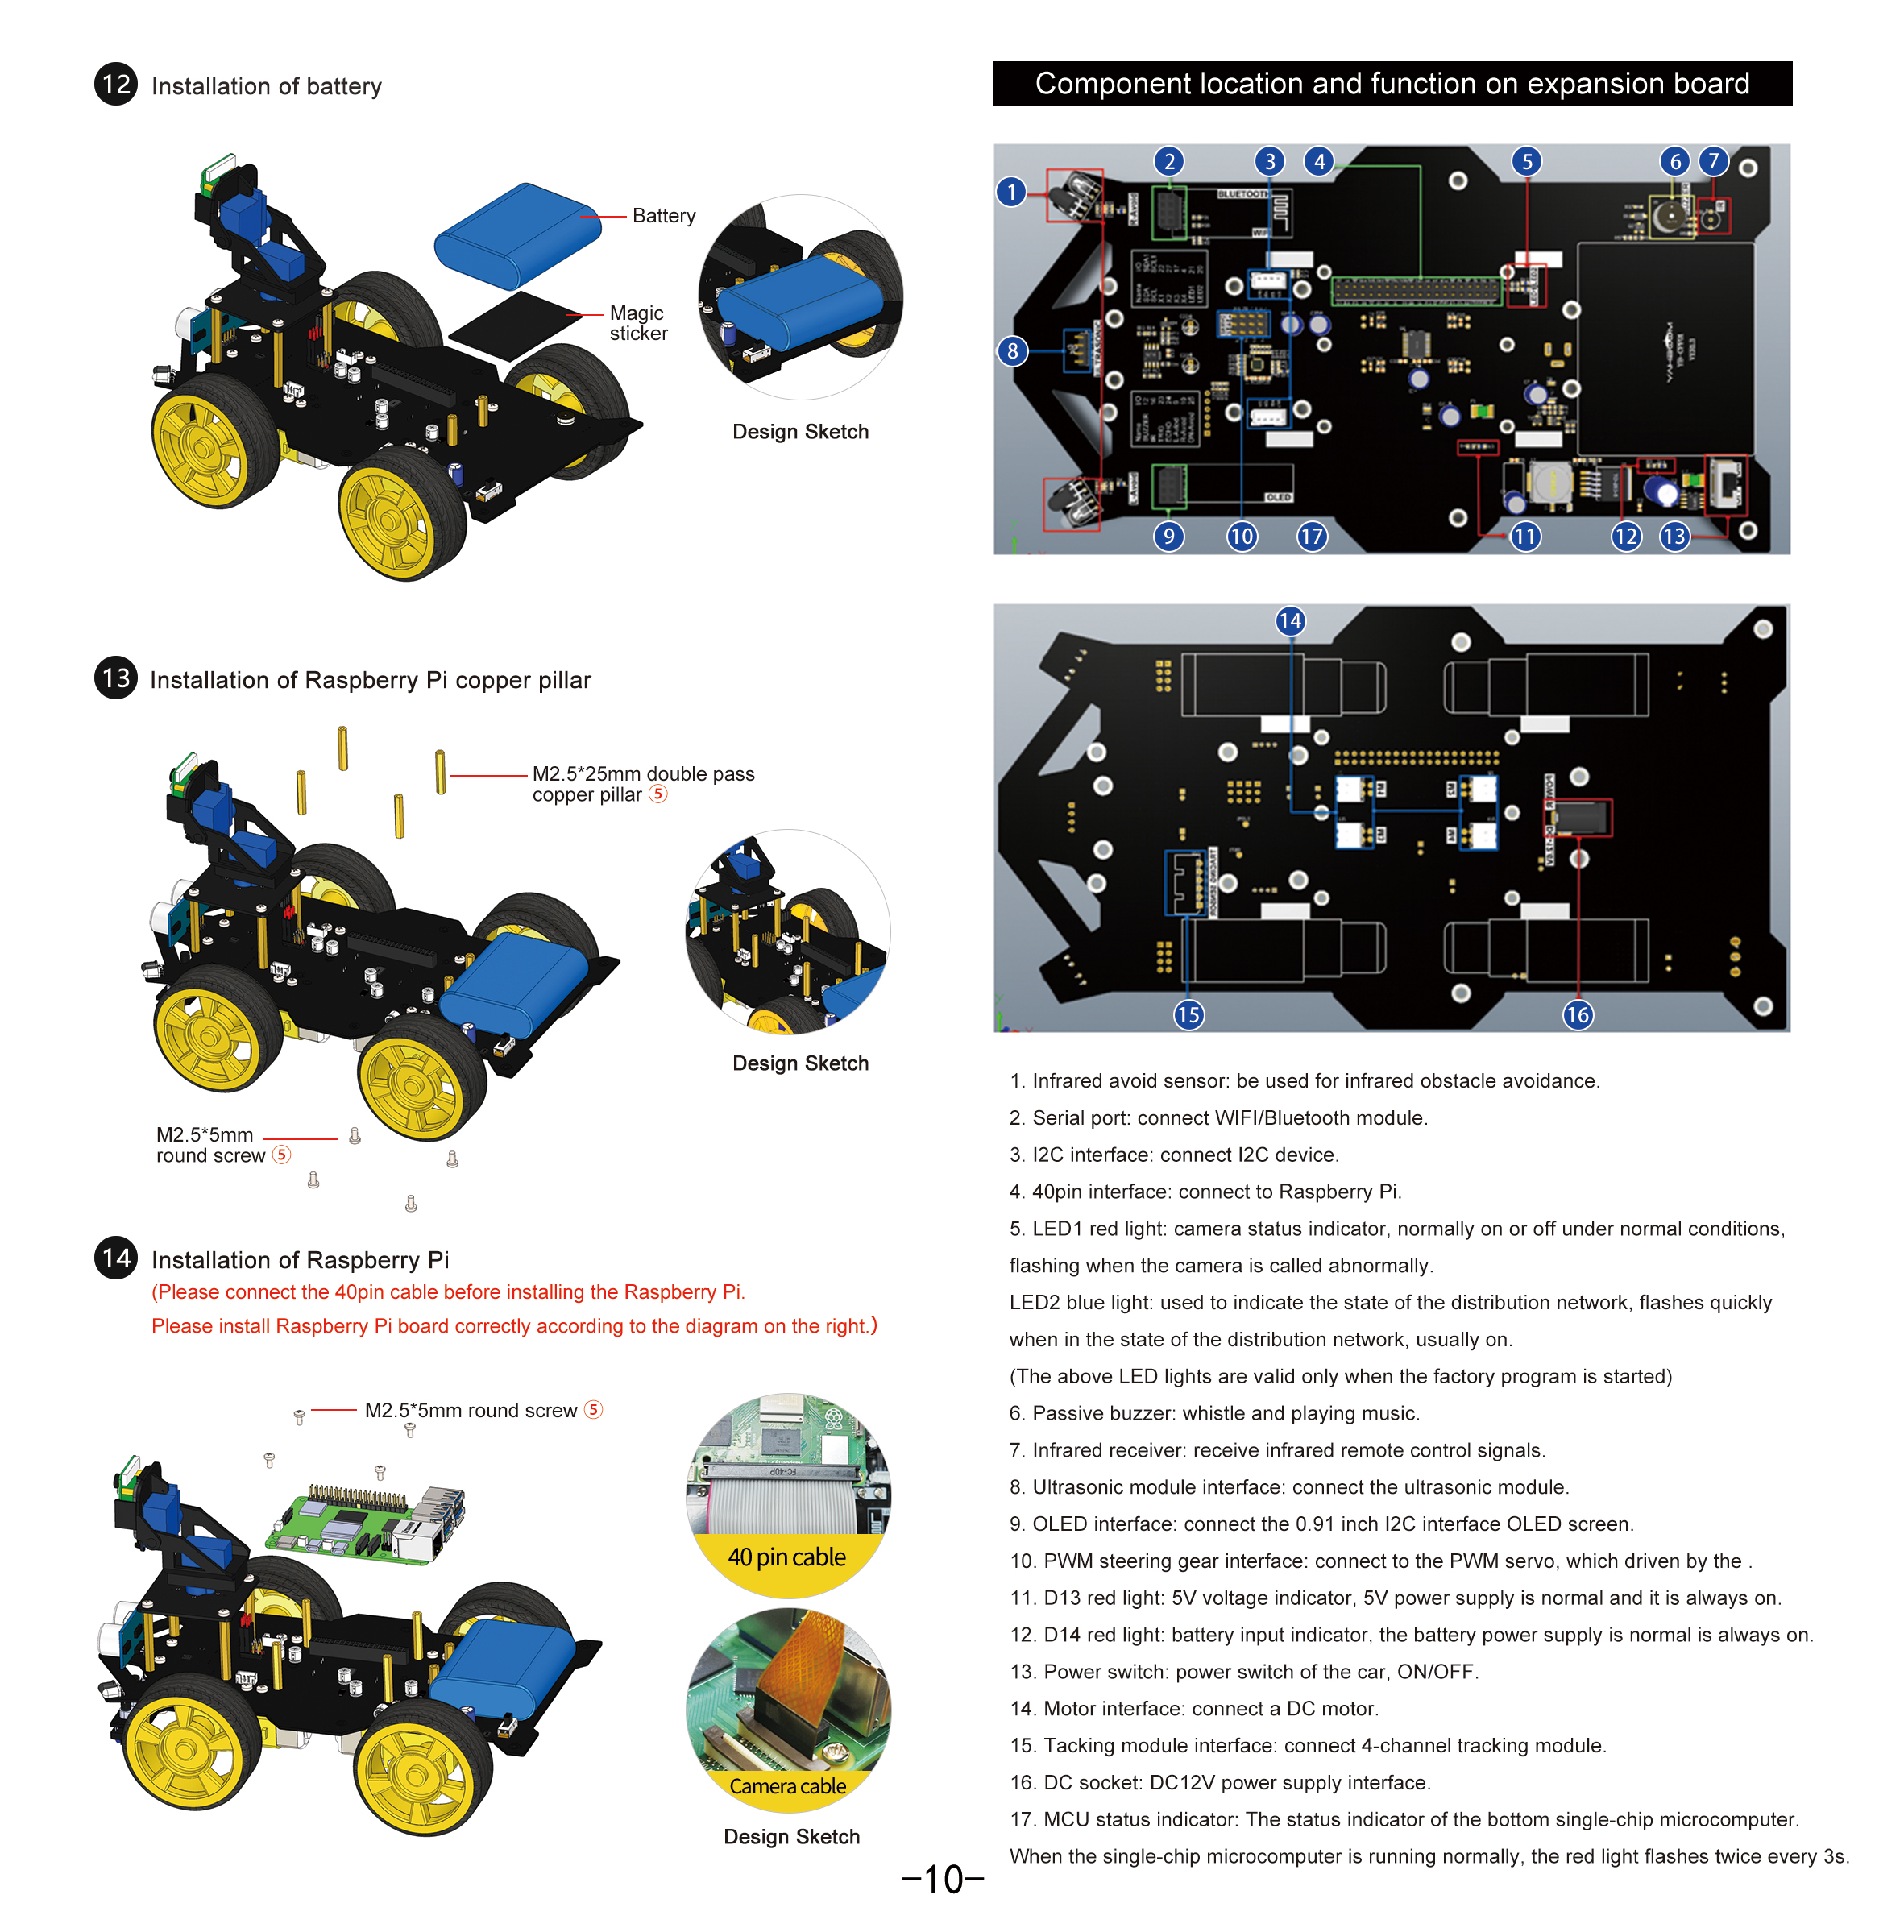 12 Installation of battery
Battery
Magic
sticker
Design Sketch
13 Installation of Raspberry Pi copper pillar
M2.5*25mm double pass
copper pillar ⑤
Design Sketch
M2.5*5mm
round screw ⑤
14 Installation of Raspberry Pi
(Please connect the 40pin cable before installing the Raspberry Pi.
Please install Raspberry Pi board correctly according to the diagram on the right.)
M2.5*5mm round screw ⑤
FC-40P
40 pin cable
Camera cable
Design Sketch
Component location and function on expansion board
1
2
3
4
5
6
7
BLUETOOTH
WIFI
8
OLED
9
10
17
11
12
13
14
15
16
1. Infrared avoid sensor: be used for infrared obstacle avoidance.
2. Serial port: connect WIFI/Bluetooth module.
3. I2C interface: connect I2C device.
4. 40pin interface: connect to Raspberry Pi.
5. LED1 red light: camera status indicator, normally on or off under normal conditions,
flashing when the camera is called abnormally.
LED2 blue light: used to indicate the state of the distribution network, flashes quickly
when in the state of the distribution network, usually on.
(The above LED lights are valid only when the factory program is started)
6. Passive buzzer: whistle and playing music.
7. Infrared receiver: receive infrared remote control signals.
8. Ultrasonic module interface: connect the ultrasonic module.
9. OLED interface: connect the 0.91 inch I2C interface OLED screen.
10. PWM steering gear interface: connect to the PWM servo, which driven by the .
11. D13 red light: 5V voltage indicator, 5V power supply is normal and it is always on.
12. D14 red light: battery input indicator, the battery power supply is normal is always on.
13. Power switch: power switch of the car, ON/OFF.
14. Motor interface: connect a DC motor.
15. Tacking module interface: connect 4-channel tracking module.
16. DC socket: DC12V power supply interface.
17. MCU status indicator: The status indicator of the bottom single-chip microcomputer.
When the single-chip microcomputer is running normally, the red light flashes twice every 3s.
-10-